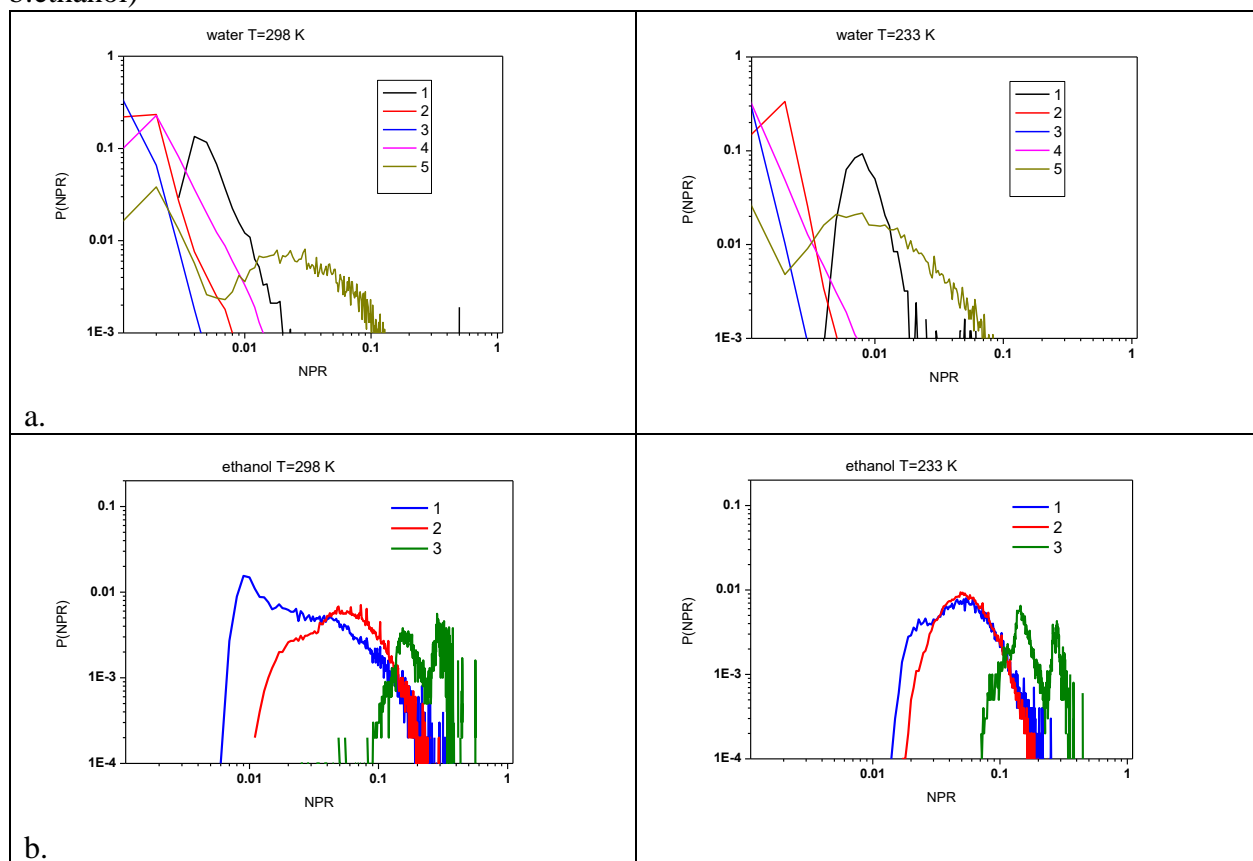 b.ethanol)
water T=298 K
1
0.1
0.01
1E-3
P(NPR)
0.01
0.1
1
NPR
1
2
3
4
5
a.
water T=233 K
1
0.1
0.01
1E-3
P(NPR)
0.01
0.1
1
NPR
1
2
3
4
5
ethanol T=298 K
0.1
0.01
1E-3
1E-4
P(NPR)
0.01
0.1
1
NPR
1
2
3
b.
ethanol T=233 K
0.1
0.01
1E-3
1E-4
P(NPR)
0.01
0.1
1
NPR
1
2
3